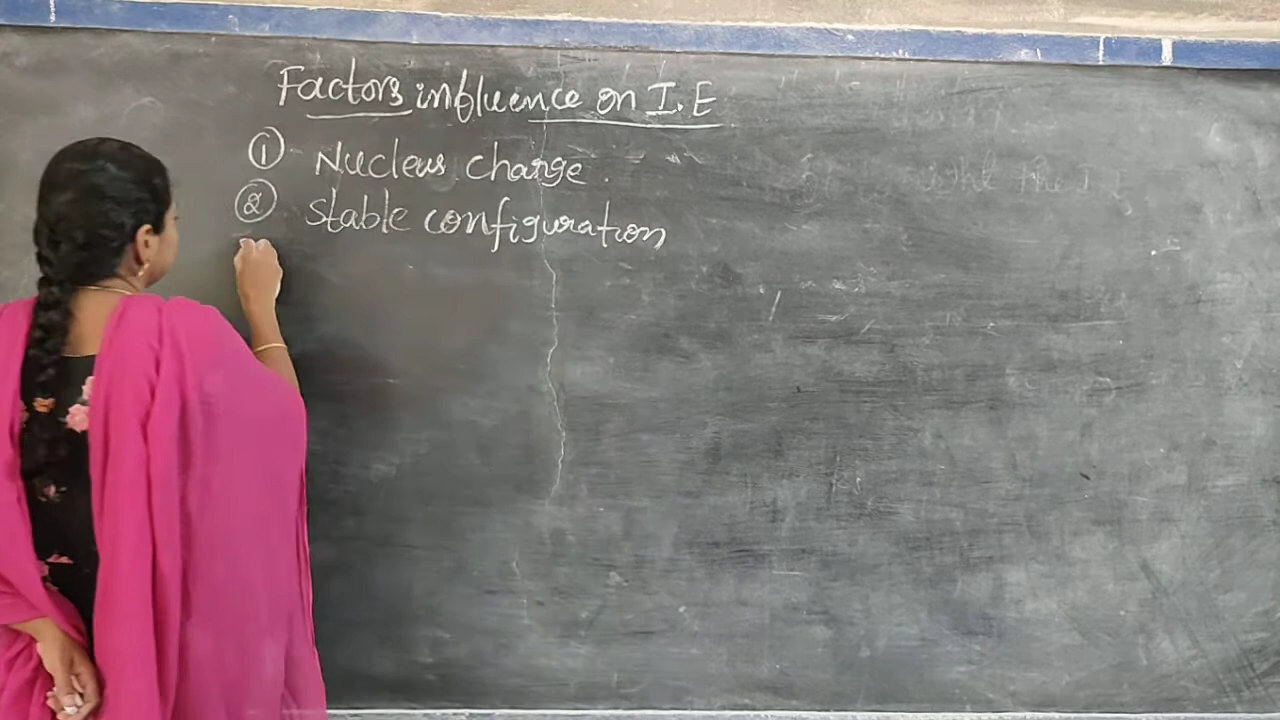 Factors influence on I.E
① Nucleus charge.
② Stable configuration